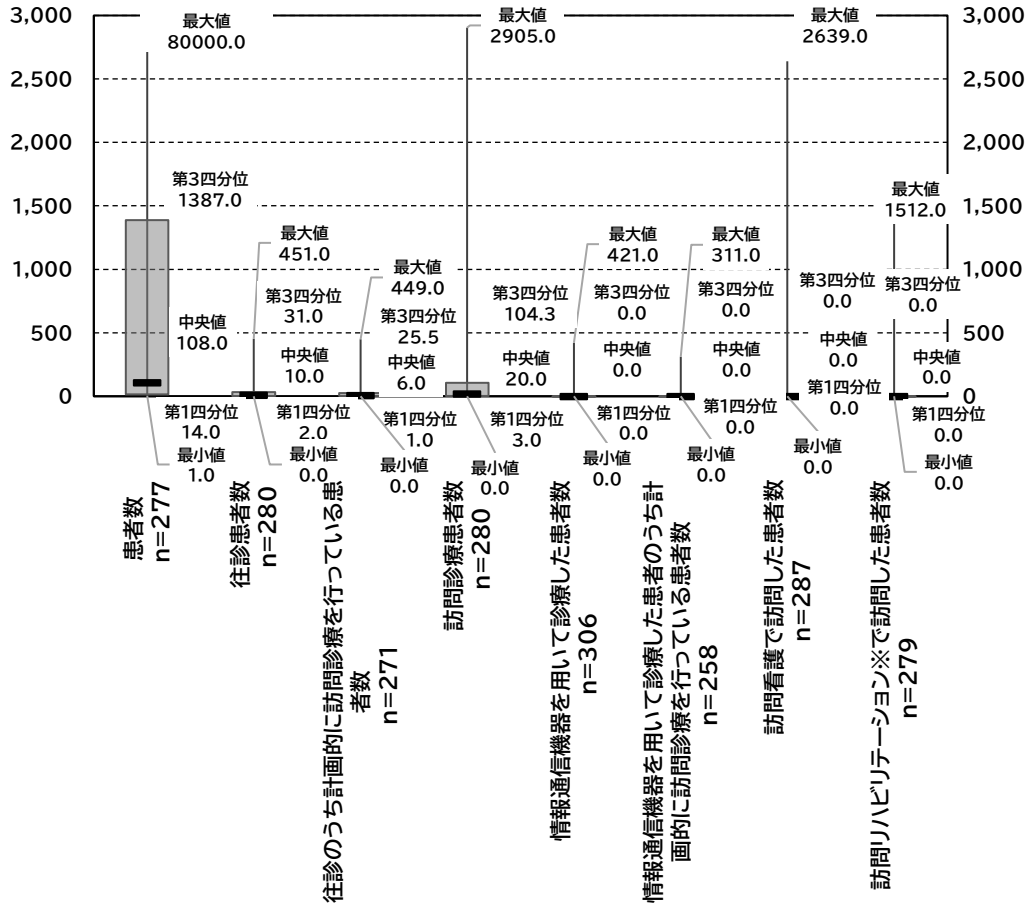 3,000
2,500
2,000
1,500
1,000
500
0
3,000
2,500
2,000
1,500
1,000
500
0
最大値
80000.0
第3四分位
1387.0
中央値
108.0
第1四分位
14.0
最小値
1.0
患者数
n=277
最大値
451.0
第3四分位
31.0
中央値
10.0
第1四分位
2.0
最小値
0.0
往診患者数
n=280
最大値
449.0
第3四分位
25.5
中央値
6.0
第1四分位
1.0
最小値
0.0
往診のうち計画的に訪問診療を行っている患
者数
n=271
最大値
2905.0
第3四分位
104.3
中央値
20.0
第1四分位
3.0
最小値
0.0
訪問診療患者数
n=280
最大値
421.0
第3四分位
0.0
中央値
0.0
第1四分位
0.0
最小値
0.0
情報通信機器を用いて診療した患者数
n=306
最大値
311.0
第3四分位
0.0
中央値
0.0
第1四分位
0.0
最小値
0.0
情報通信機器を用いて診療した患者のうち計
画的に訪問診療を行っている患者数
n=258
最大値
2639.0
第3四分位
0.0
中央値
0.0
第1四分位
0.0
最小値
0.0
訪問看護で訪問した患者数
n=287
最大値
1512.0
第3四分位
0.0
中央値
0.0
第1四分位
0.0
最小値
0.0
訪問リハビリテーション※で訪問した患者数
n=279